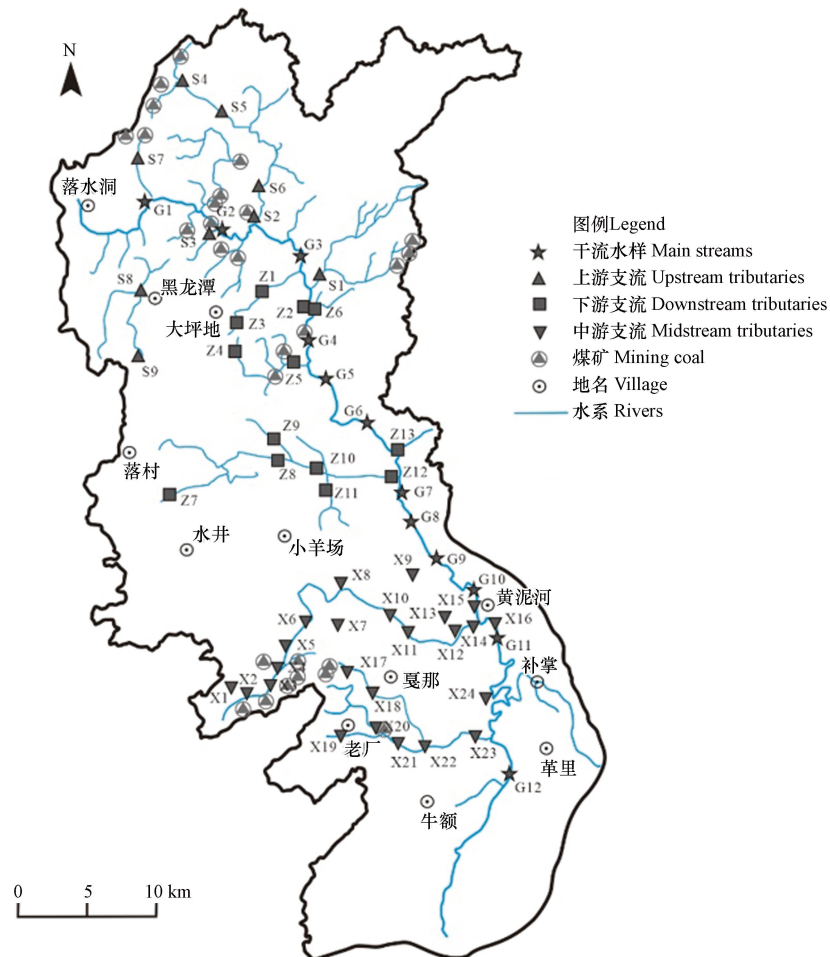 N
S4
S5
S7
S6
落水洞
G1
G2
S2
S3
G3
S1
S8
黑龙潭
Z1
大坪地
Z2
Z6
Z3
G4
Z4
S9
Z5
G5
G6
Z9
Z13
落村
Z8
Z10
Z12
Z7
Z11
G7
G8
水井
小羊场
G9
X9
X8
G10
X10
X13
X15
黄泥河
X6
X7
X16
X11
X12
X14
G11
X5
补掌
X17
戛那
X1
X2
X18
X24
X20
X19
老厂
X21
X22
X23
革里
G12
牛额
图例Legend
干流水样 Main streams
上游支流 Upstream tributaries
下游支流 Downstream tributaries
中游支流 Midstream tributaries
煤矿 Mining coal
地名 Village
水系 Rivers
0 5 10 km